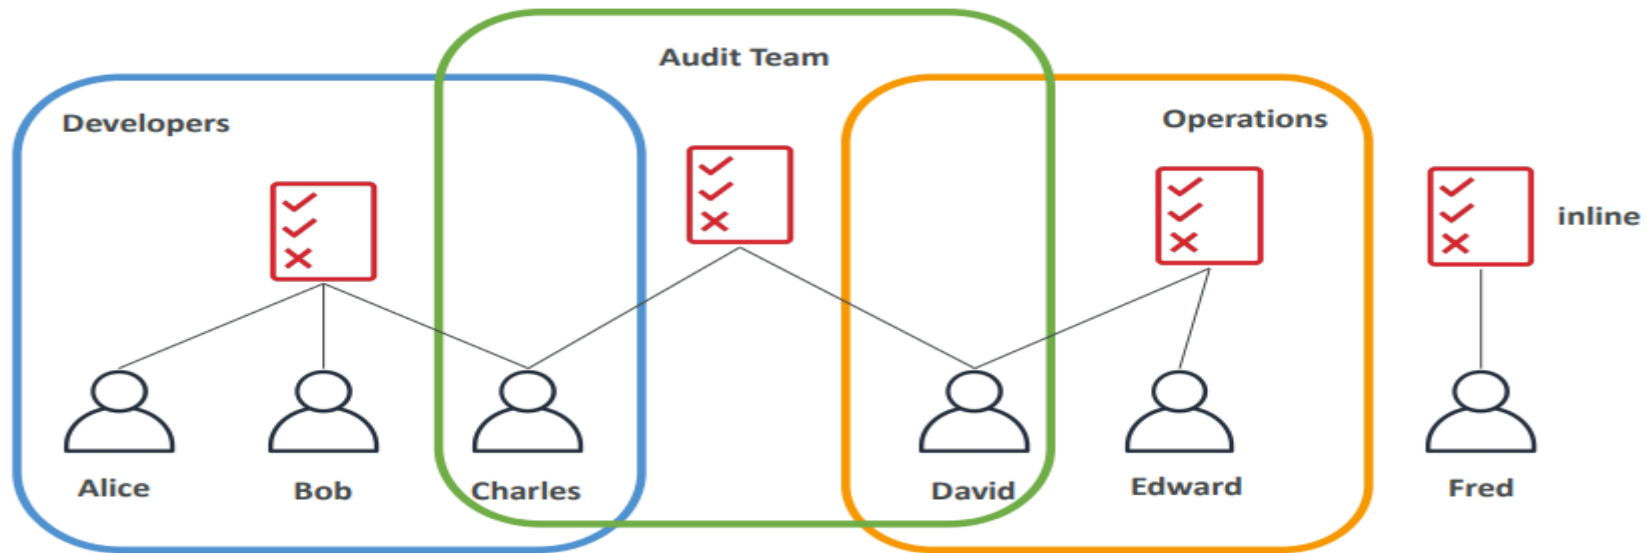 Audit Team
Developers
Operations
inline
Alice
Bob
Charles
David
Edward
Fred